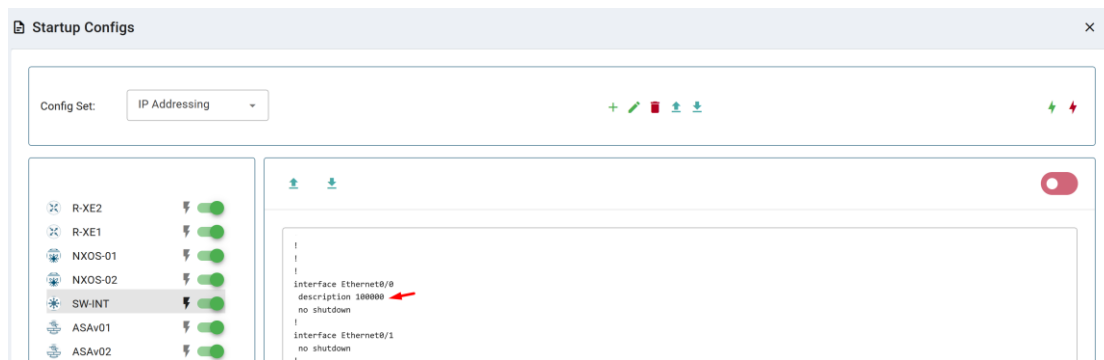 Startup Configs
Config Set:
IP Addressing
R-XE2
R-XE1
NXOS-01
NXOS-02
SW-INT
ASAv01
ASAv02
!
!
!
interface Ethernet0/0
description 100000
no shutdown
!
interface Ethernet0/1
no shutdown